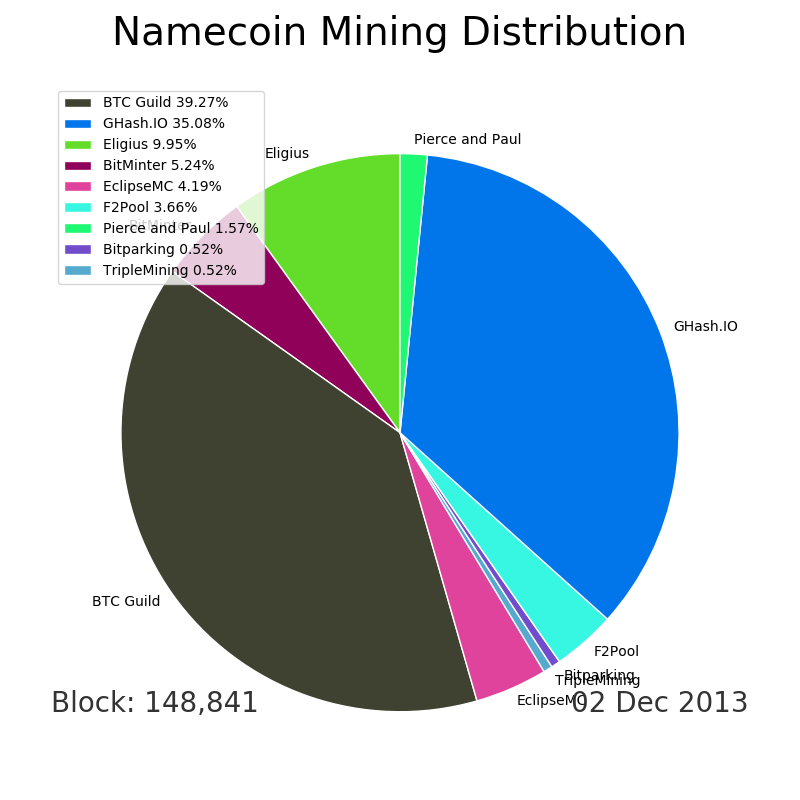 Namecoin Mining Distribution
BTC Guild 39.27%
GHash.IO 35.08%
Eligius 9.95%
BitMinter 5.24%
EclipseMC 4.19%
F2Pool 3.66%
Pierce and Paul 1.57%
Bitparking 0.52%
TripleMining 0.52%
Pierce and Paul
Eligius
BitMinter
GHash.IO
BTC Guild
F2Pool
Bitparking
TripleMining
EclipseMC
Block: 148,841
02 Dec 2013